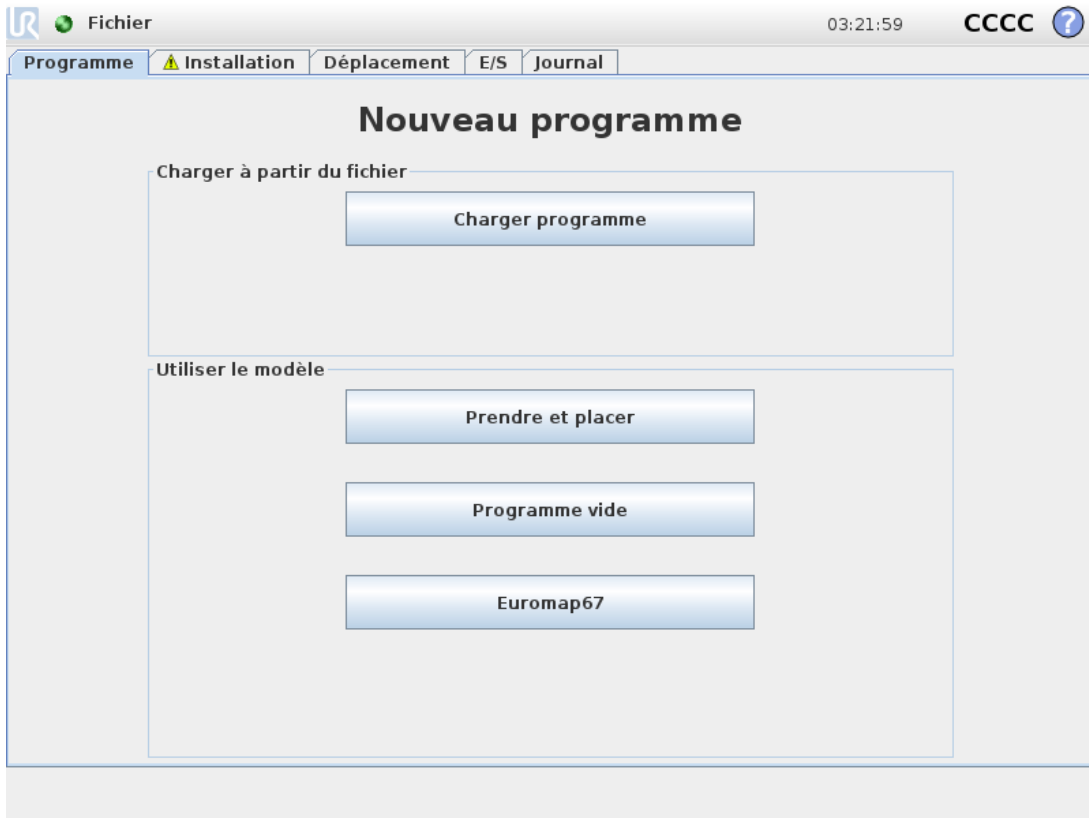 UR Fichier 03:21:59 CCCC ?
Programme Installation Déplacement E/S Journal
Nouveau programme
Charger à partir du fichier
Charger programme
Utiliser le modèle
Prendre et placer
Programme vide
Euromap67